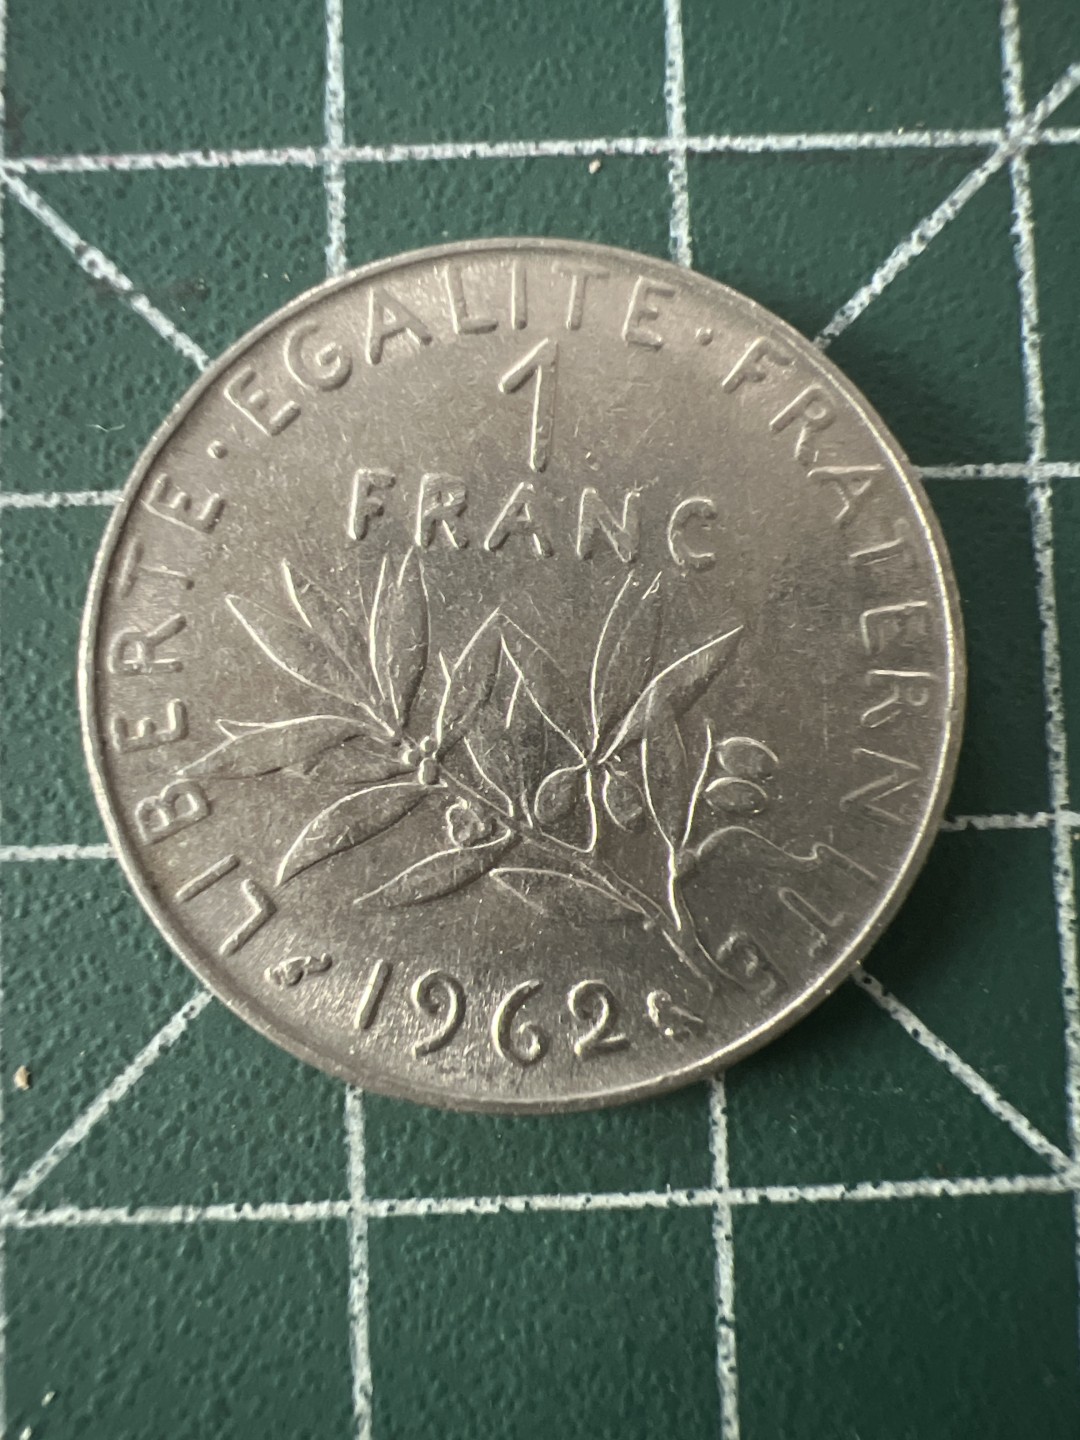 LIBERTE · EGALITE · FRATERNITE
1
FRANC
1962